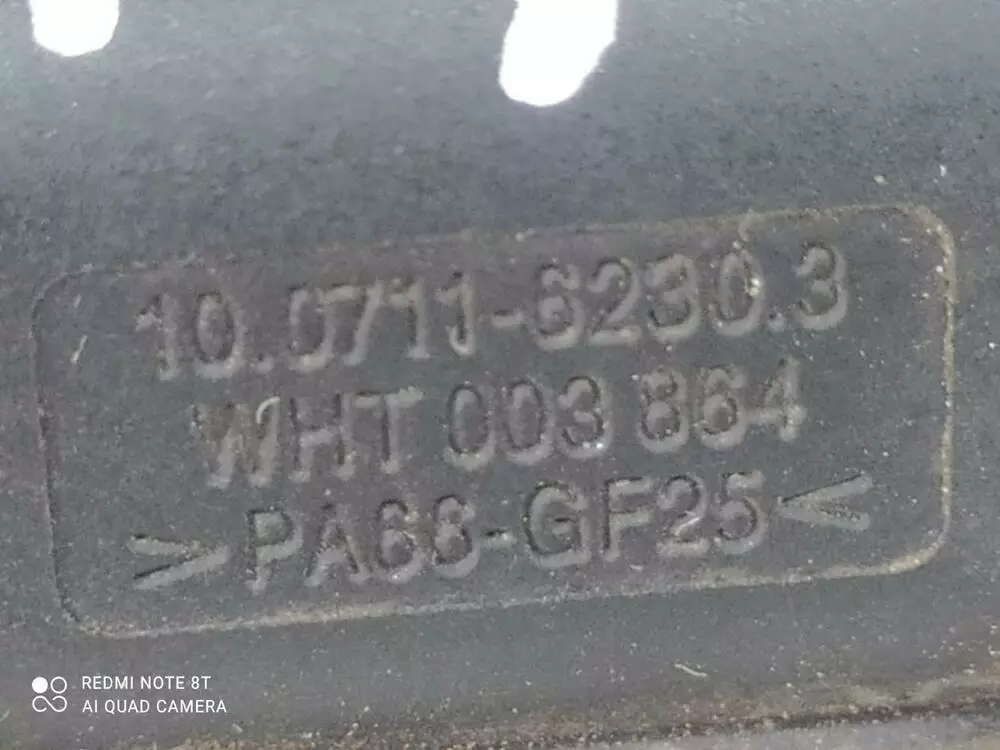 10.0711-6230.3
WHT 003 864
>PA66-GF25<
REDMI NOTE 8T
AI QUAD CAMERA